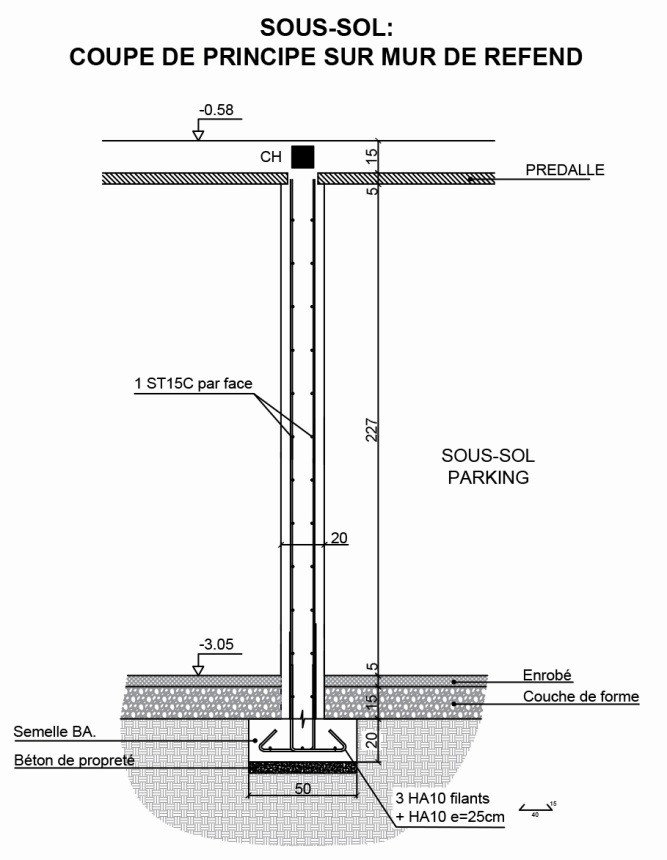 SOUS-SOL:
COUPE DE PRINCIPE SUR MUR DE REFEND
-0.58
CH
15
PREDALLE
5
1 ST15C par face
227
SOUS-SOL
PARKING
20
-3.05
5
Enrobé
15
Couche de forme
Semelle BA.
20
Béton de propreté
50
3 HA10 filants
+ HA10 e=25cm
15
40